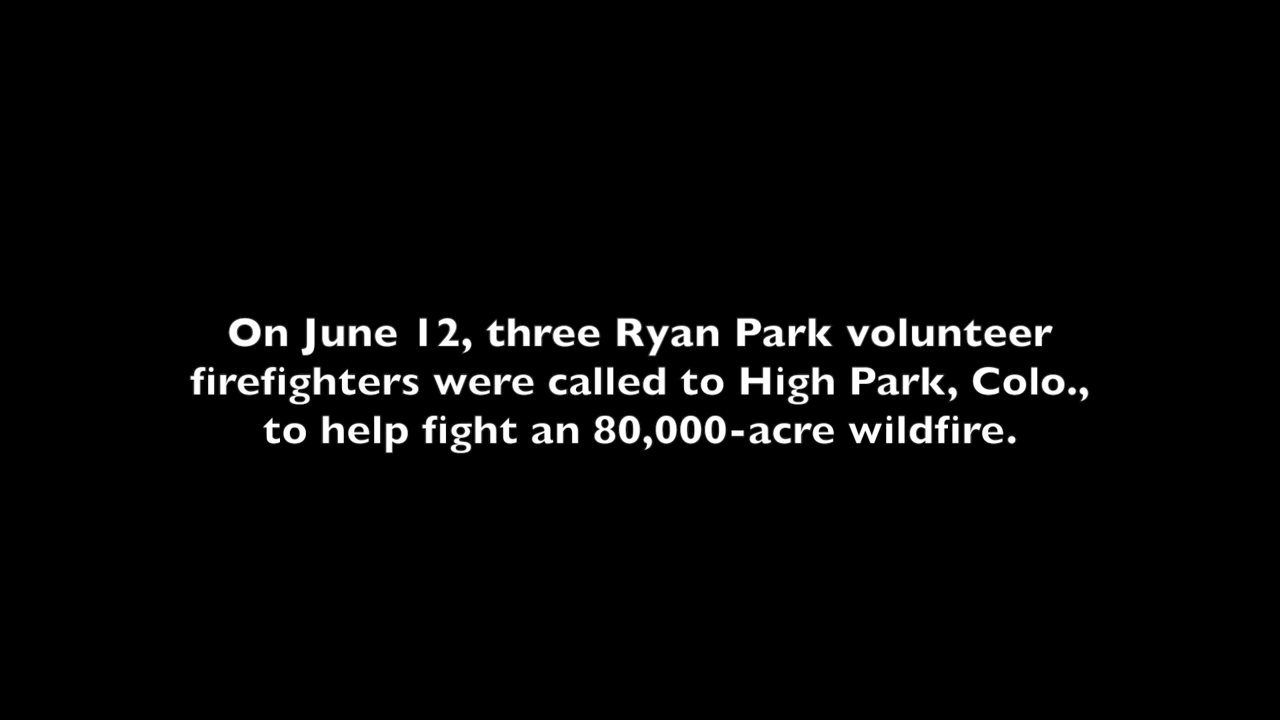 On June 12, three Ryan Park volunteer
firefighters were called to High Park, Colo.,
to help fight an 80,000-acre wildfire.